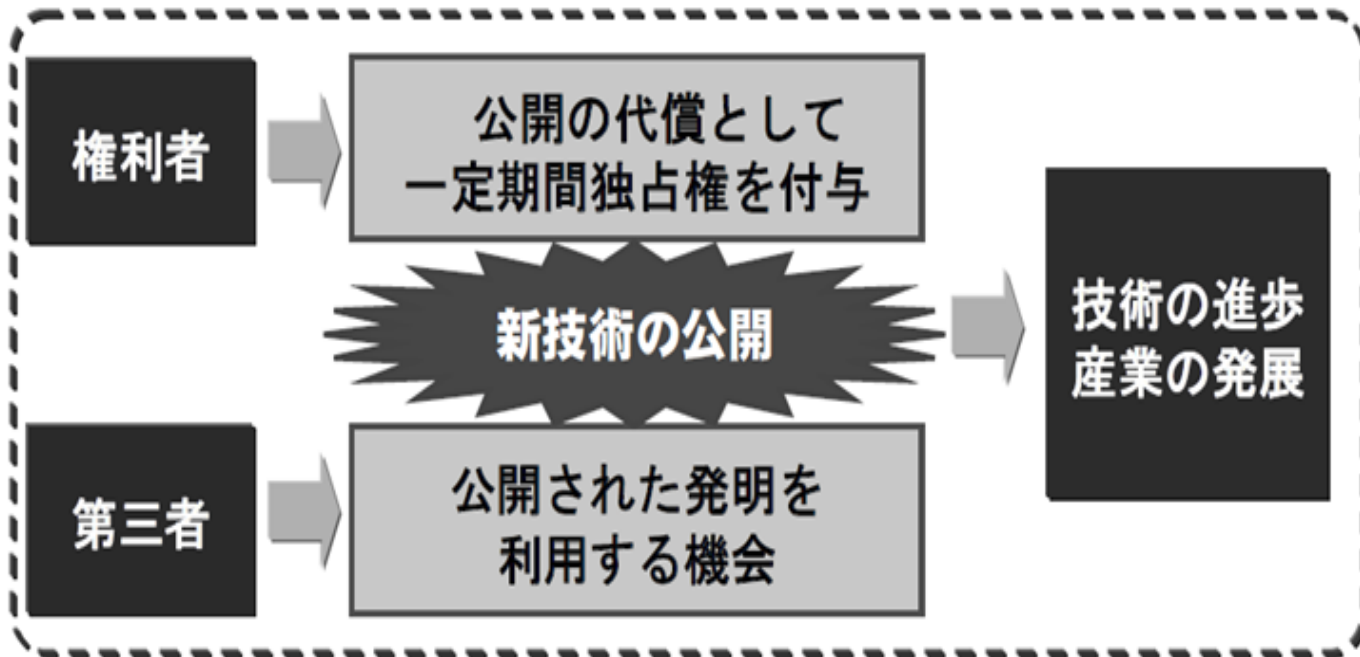 権利者
公開の代償として
一定期間独占権を付与
新技術の公開
技術の進歩
産業の発展
第三者
公開された発明を
利用する機会